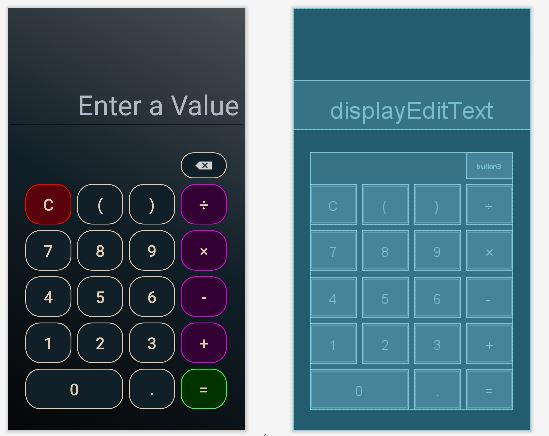 Enter a Value
C ( ) ÷
7 8 9 ×
4 5 6 -
1 2 3 +
0 . =
displayEditText
button3
C ( ) ÷
7 8 9 ×
4 5 6 -
1 2 3 +
0 . =